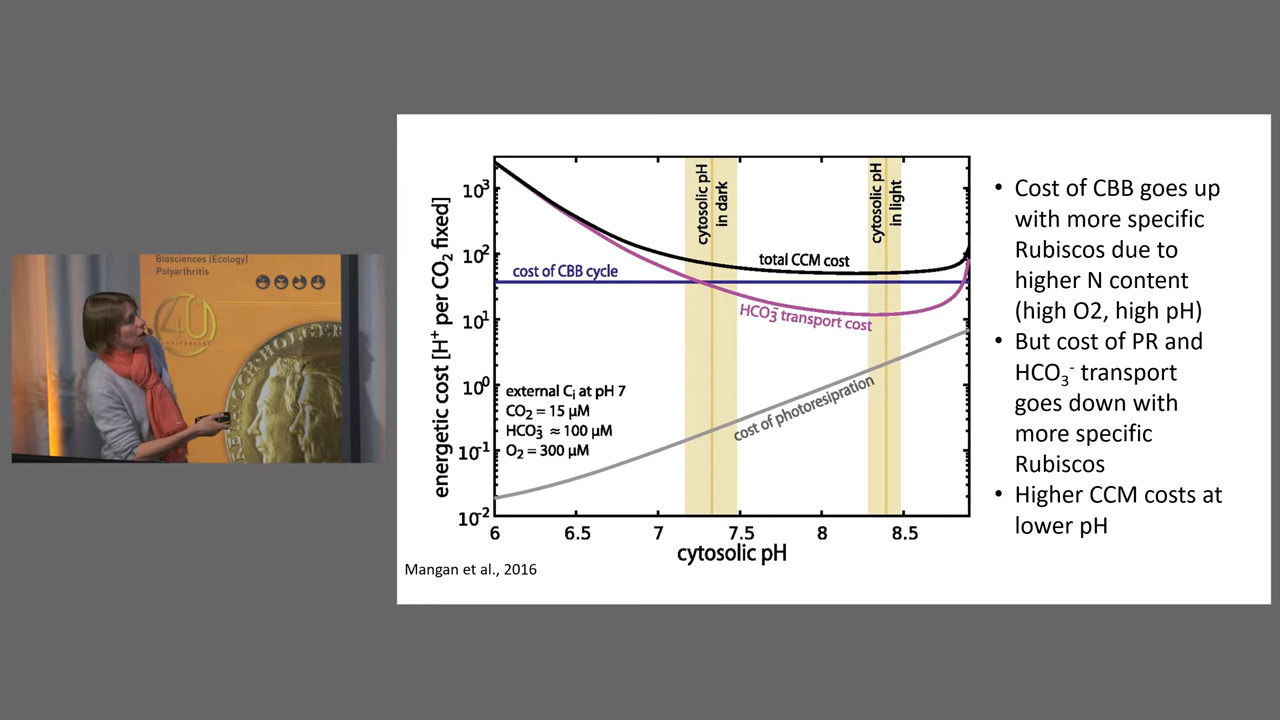 Biosciences (Ecology)
Polyarthritis
40
ANNIVERSARY
10³
10²
10¹
10⁰
10⁻¹
10⁻²
energetic cost [H⁺ per CO₂ fixed]
cytosolic pH
in dark
cytosolic pH
in light
total CCM cost
cost of CBB cycle
HCO₃⁻ transport cost
cost of photoresipration
external Cᵢ at pH 7
CO₂ = 15 µM
HCO₃⁻ ≈ 100 µM
O₂ = 300 µM
6
6.5
7
7.5
8
8.5
cytosolic pH
Mangan et al., 2016
• Cost of CBB goes up
with more specific
Rubiscos due to
higher N content
(high O2, high pH)
• But cost of PR and
HCO₃⁻ transport
goes down with
more specific
Rubiscos
• Higher CCM costs at
lower pH